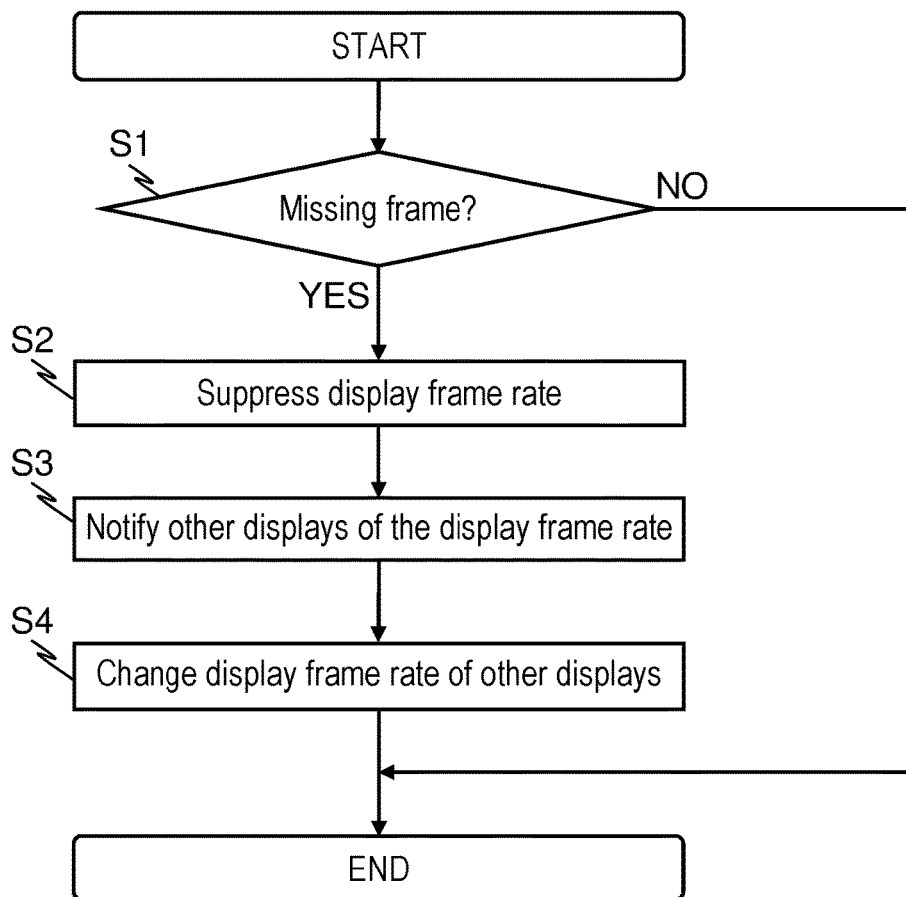 START
S1
Missing frame?
NO
YES
S2
Suppress display frame rate
S3
Notify other displays of the display frame rate
S4
Change display frame rate of other displays
END